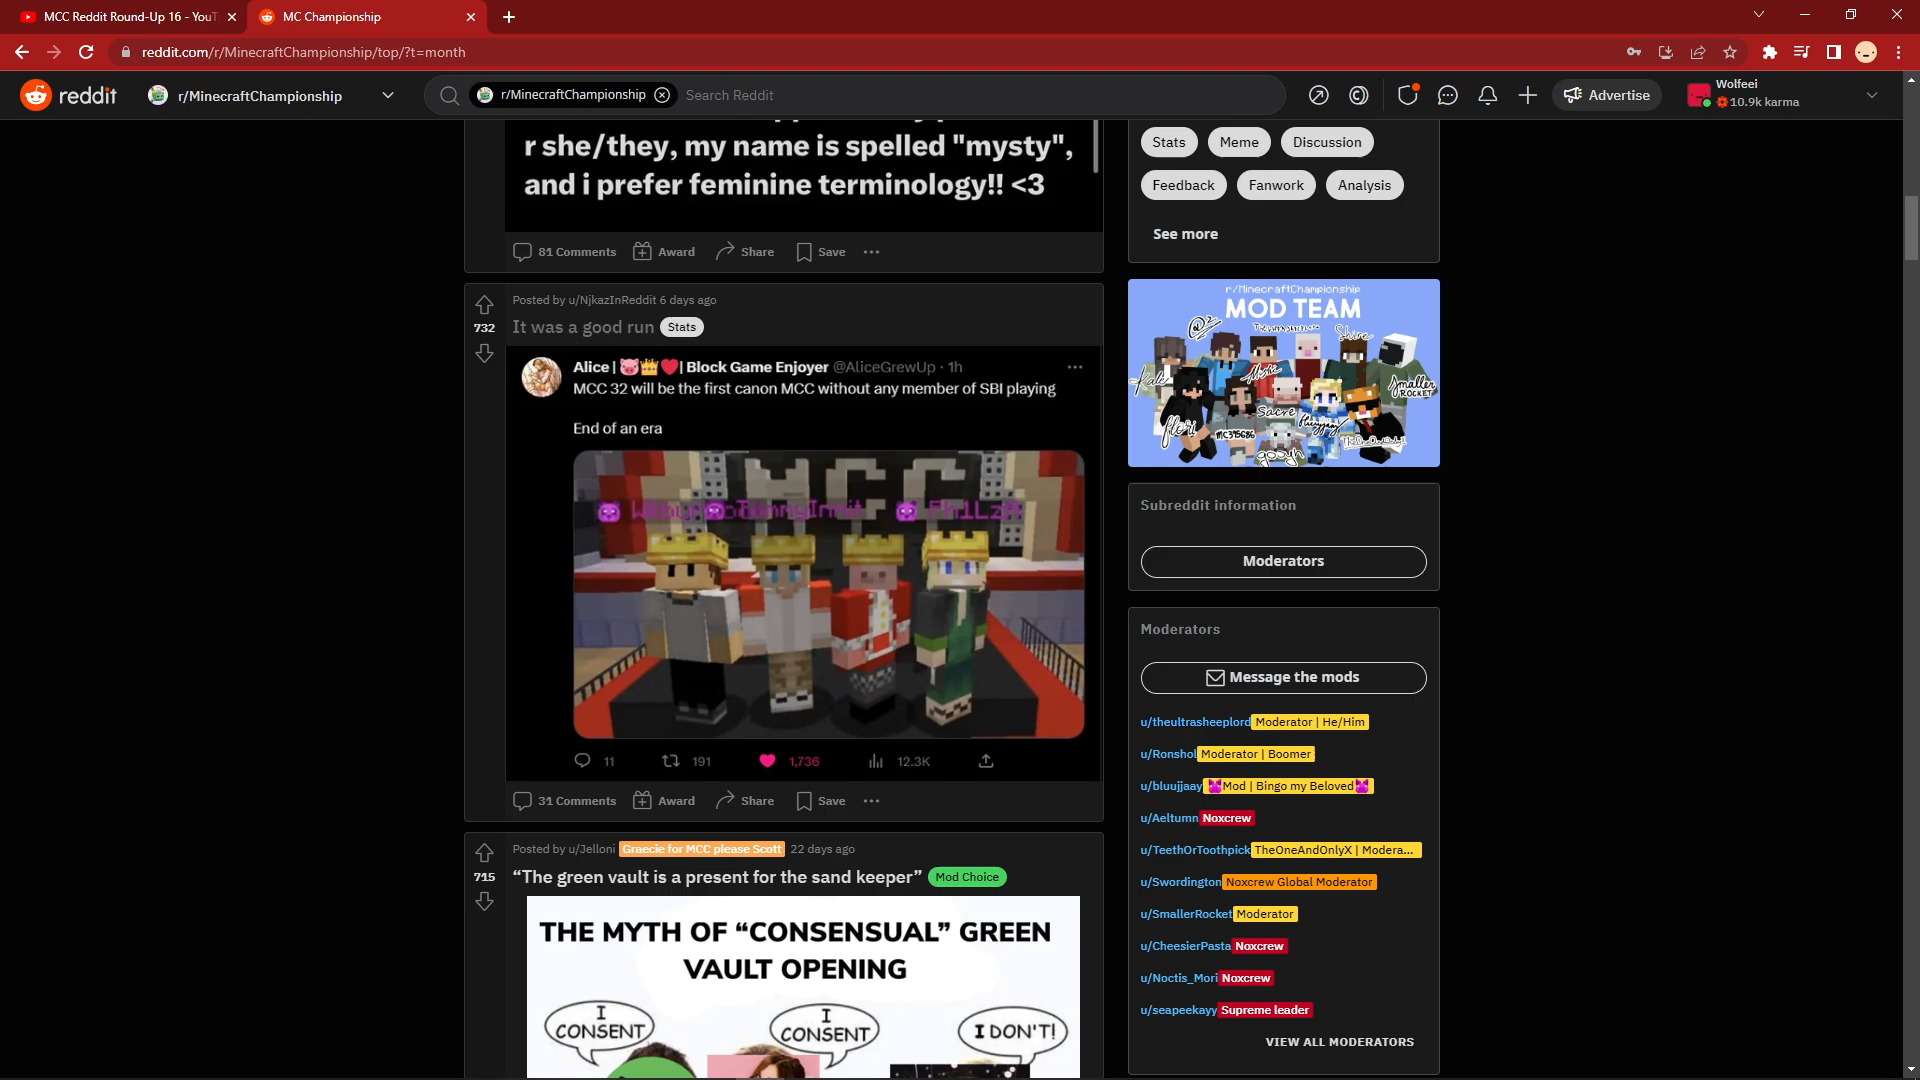 MCC Reddit Round-Up 16 - YouT
MC Championship
reddit.com/r/MinecraftChampionship/top/?t=month
reddit
r/MinecraftChampionship
r/MinecraftChampionship
Search Reddit
Advertise
Wolfeei
10.9k karma
r she/they, my name is spelled "mysty",
and i prefer feminine terminology!! <3
81 Comments
Award
Share
Save
732
Posted by u/NjkazInReddit 6 days ago
It was a good run
Stats
Alice | 🐷👑❤️| Block Game Enjoyer @AliceGrewUp · 1h
MCC 32 will be the first canon MCC without any member of SBI playing
End of an era
MCC
TommyInnit
Ph1LzA
11
191
1,736
12.3K
31 Comments
Award
Share
Save
715
Posted by u/Jelloni
Graecie for MCC please Scott
22 days ago
“The green vault is a present for the sand keeper”
Mod Choice
THE MYTH OF “CONSENSUAL” GREEN
VAULT OPENING
I
CONSENT
I
CONSENT
I DON'T!
Stats
Meme
Discussion
Feedback
Fanwork
Analysis
See more
r/MinecraftChampionship
MOD TEAM
Kale
Smaller
ROCKET
Sacre
MC395686
Subreddit information
Moderators
Moderators
Message the mods
u/theultrasheeplord Moderator | He/Him
u/Ronshol Moderator | Boomer
u/bluujjaay Mod | Bingo my Beloved
u/Aeltumn Noxcrew
u/TeethOrToothpick TheOneAndOnlyX | Modera...
u/Swordington Noxcrew Global Moderator
u/SmallerRocket Moderator
u/CheesierPasta Noxcrew
u/Noctis_Mori Noxcrew
u/seapeekayy Supreme leader
VIEW ALL MODERATORS